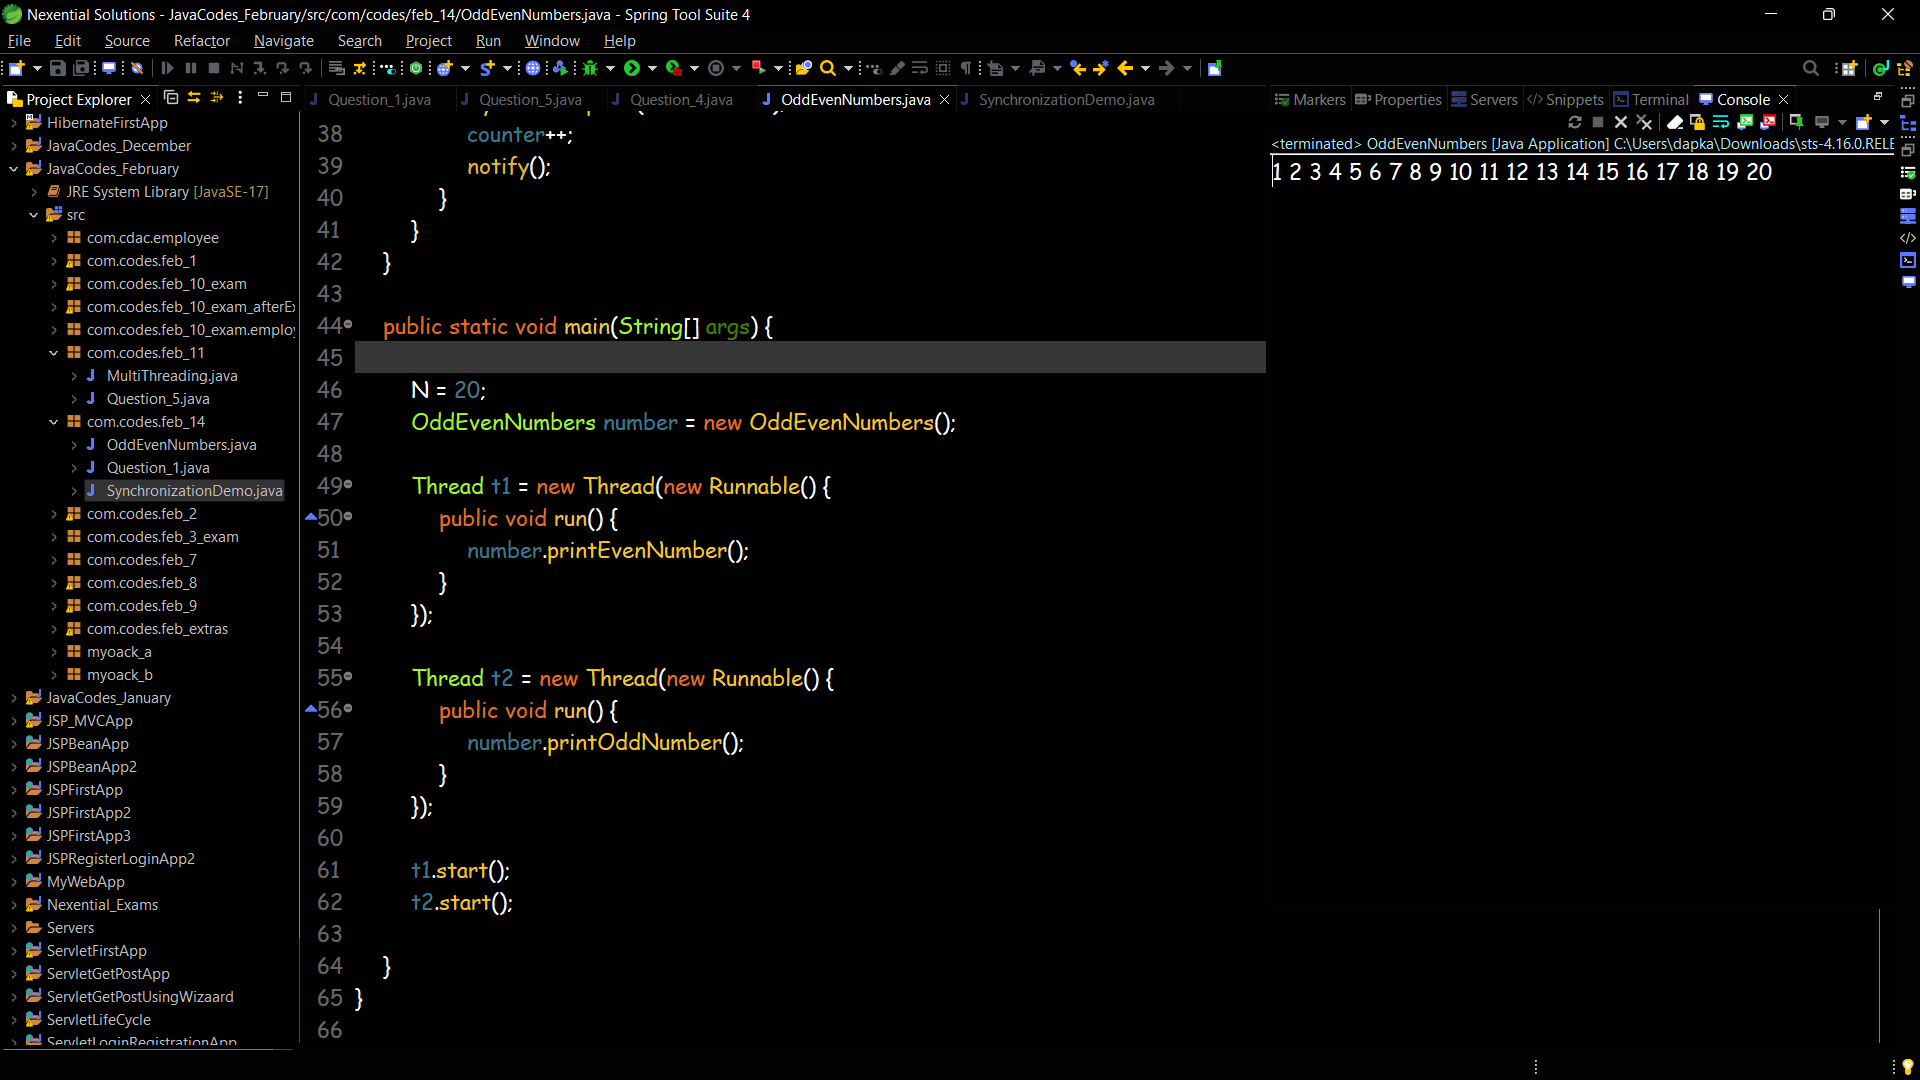 Nexential Solutions - JavaCodes_February/src/com/codes/feb_14/OddEvenNumbers.java - Spring Tool Suite 4
File Edit Source Refactor Navigate Search Project Run Window Help
Project Explorer
HibernateFirstApp
JavaCodes_December
JavaCodes_February
JRE System Library [JavaSE-17]
src
com.cdac.employee
com.codes.feb_1
com.codes.feb_10_exam
com.codes.feb_10_exam_afterE
com.codes.feb_10_exam.emplo
com.codes.feb_11
MultiThreading.java
Question_5.java
com.codes.feb_14
OddEvenNumbers.java
Question_1.java
SynchronizationDemo.java
com.codes.feb_2
com.codes.feb_3_exam
com.codes.feb_7
com.codes.feb_8
com.codes.feb_9
com.codes.feb_extras
myoack_a
myoack_b
JavaCodes_January
JSP_MVCApp
JSPBeanApp
JSPBeanApp2
JSPFirstApp
JSPFirstApp2
JSPFirstApp3
JSPRegisterLoginApp2
MyWebApp
Nexential_Exams
Servers
ServletFirstApp
ServletGetPostApp
ServletGetPostUsingWizaard
ServletLifeCycle
ServletLoginRegistrationApp
Question_1.java Question_5.java Question_4.java OddEvenNumbers.java SynchronizationDemo.java
38 counter++;
39 notify();
40 }
41 }
42 }
43
44 public static void main(String[] args) {
45
46 N = 20;
47 OddEvenNumbers number = new OddEvenNumbers();
48
49 Thread t1 = new Thread(new Runnable() {
50 public void run() {
51 number.printEvenNumber();
52 }
53 });
54
55 Thread t2 = new Thread(new Runnable() {
56 public void run() {
57 number.printOddNumber();
58 }
59 });
60
61 t1.start();
62 t2.start();
63
64 }
65 }
66
Markers Properties Servers Snippets Terminal Console
<terminated> OddEvenNumbers [Java Application] C:\Users\dapka\Downloads\sts-4.16.0.RELE
1 2 3 4 5 6 7 8 9 10 11 12 13 14 15 16 17 18 19 20